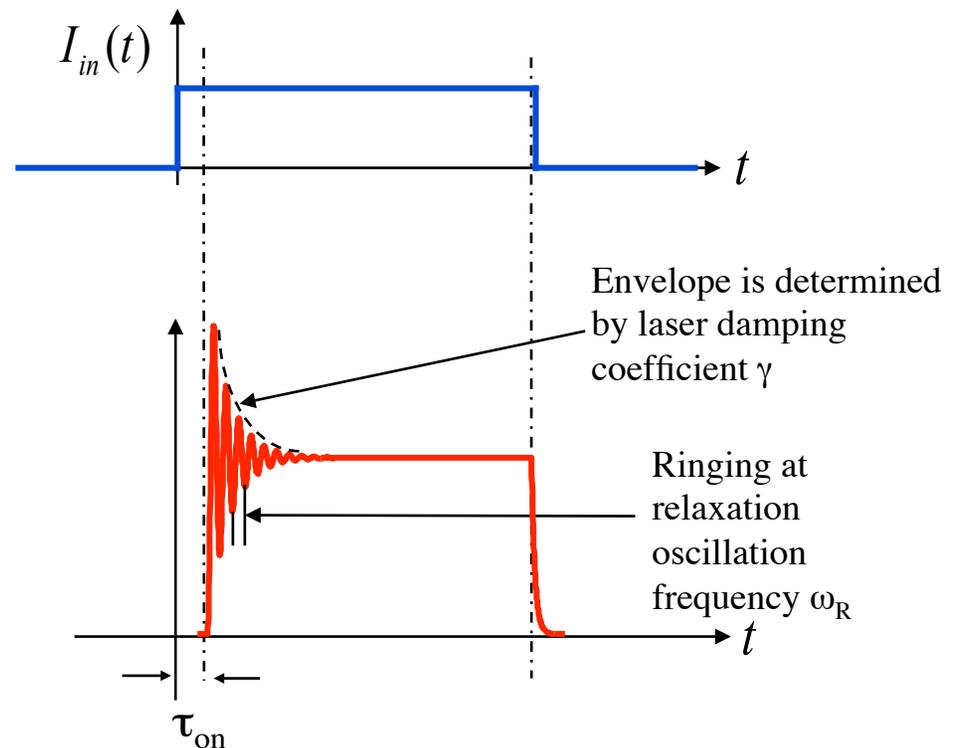 I_in(t)
t
Envelope is determined
by laser damping
coefficient γ
Ringing at
relaxation
oscillation
frequency ω_R
t
τ_on